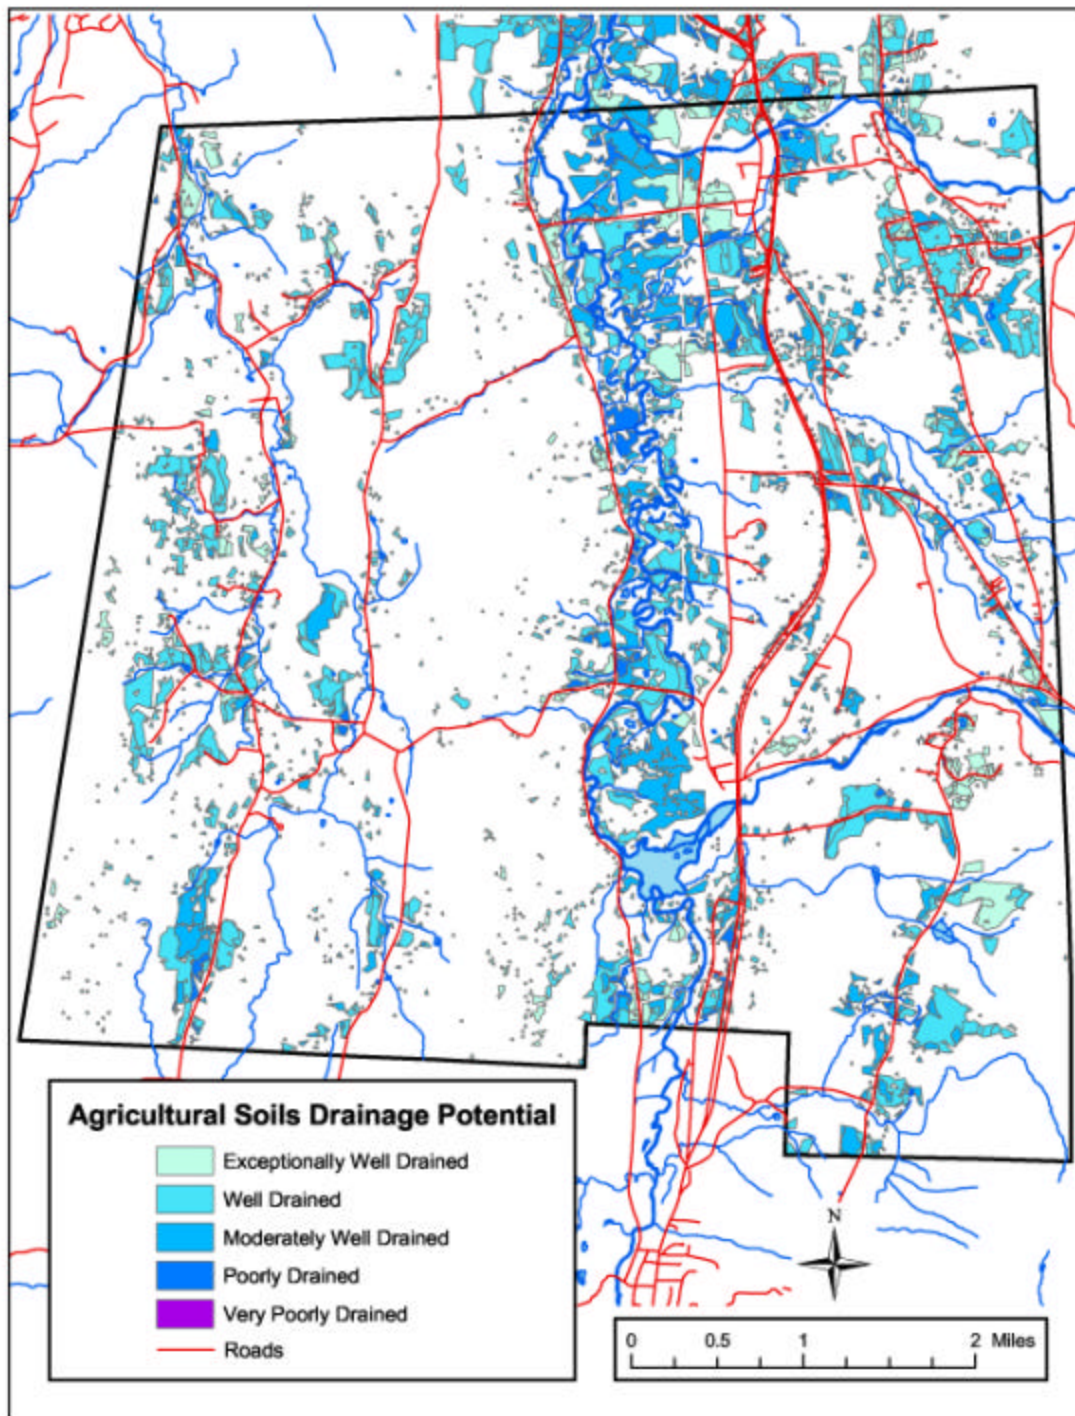 Agricultural Soils Drainage Potential
Exceptionally Well Drained
Well Drained
Moderately Well Drained
Poorly Drained
Very Poorly Drained
Roads
N
0 0.5 1 2 Miles